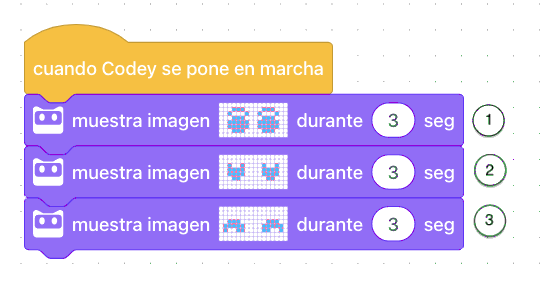 cuando Codey se pone en marcha
muestra imagen durante 3 seg 1
muestra imagen durante 3 seg 2
muestra imagen durante 3 seg 3